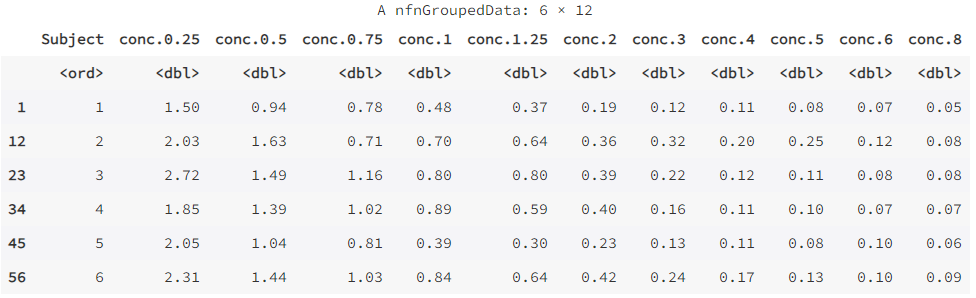 A nfnGroupedData: 6 × 12
Subject conc.0.25 conc.0.5 conc.0.75 conc.1 conc.1.25 conc.2 conc.3 conc.4 conc.5 conc.6 conc.8
<ord> <dbl> <dbl> <dbl> <dbl> <dbl> <dbl> <dbl> <dbl> <dbl> <dbl> <dbl>
1 1 1.50 0.94 0.78 0.48 0.37 0.19 0.12 0.11 0.08 0.07 0.05
12 2 2.03 1.63 0.71 0.70 0.64 0.36 0.32 0.20 0.25 0.12 0.08
23 3 2.72 1.49 1.16 0.80 0.80 0.39 0.22 0.12 0.11 0.08 0.08
34 4 1.85 1.39 1.02 0.89 0.59 0.40 0.16 0.11 0.10 0.07 0.07
45 5 2.05 1.04 0.81 0.39 0.30 0.23 0.13 0.11 0.08 0.10 0.06
56 6 2.31 1.44 1.03 0.84 0.64 0.42 0.24 0.17 0.13 0.10 0.09